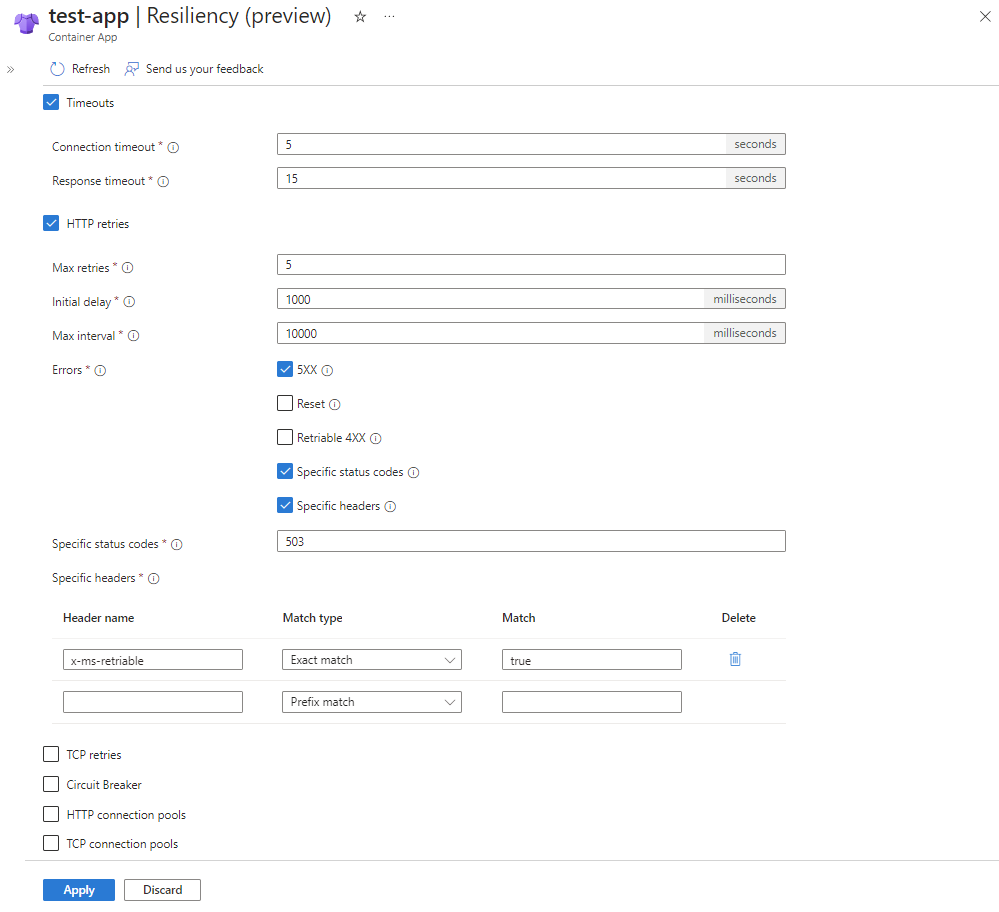 test-app | Resiliency (preview) ☆ ...
Container App
Refresh Send us your feedback
Timeouts
Connection timeout * 5 seconds
Response timeout * 15 seconds
HTTP retries
Max retries * 5
Initial delay * 1000 milliseconds
Max interval * 10000 milliseconds
Errors * 5XX
Reset
Retriable 4XX
Specific status codes
Specific headers
Specific status codes * 503
Specific headers *
Header name Match type Match Delete
x-ms-retriable Exact match true
Prefix match
TCP retries
Circuit Breaker
HTTP connection pools
TCP connection pools
Apply Discard